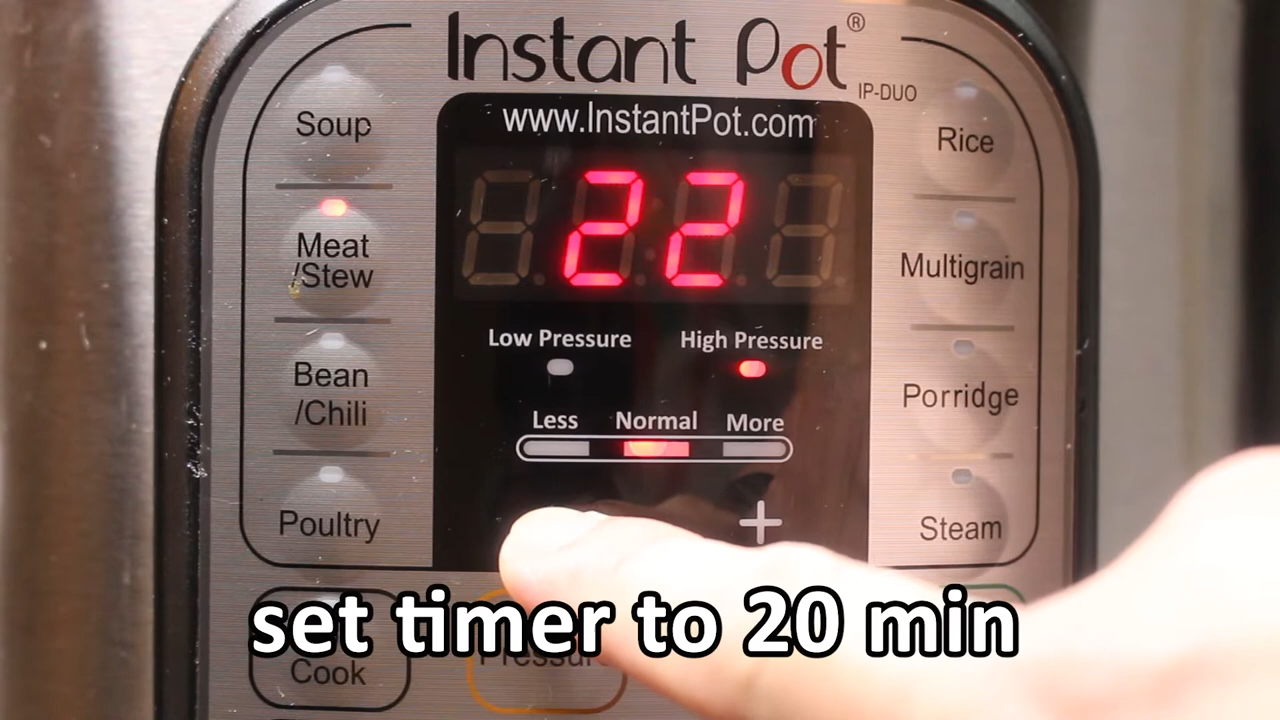 Instant Pot®
IP-DUO
www.InstantPot.com
22
Soup
Meat
/Stew
Bean
/Chili
Poultry
Low Pressure
High Pressure
Less
Normal
More
+
Rice
Multigrain
Porridge
Steam
set timer to 20 min
Cook